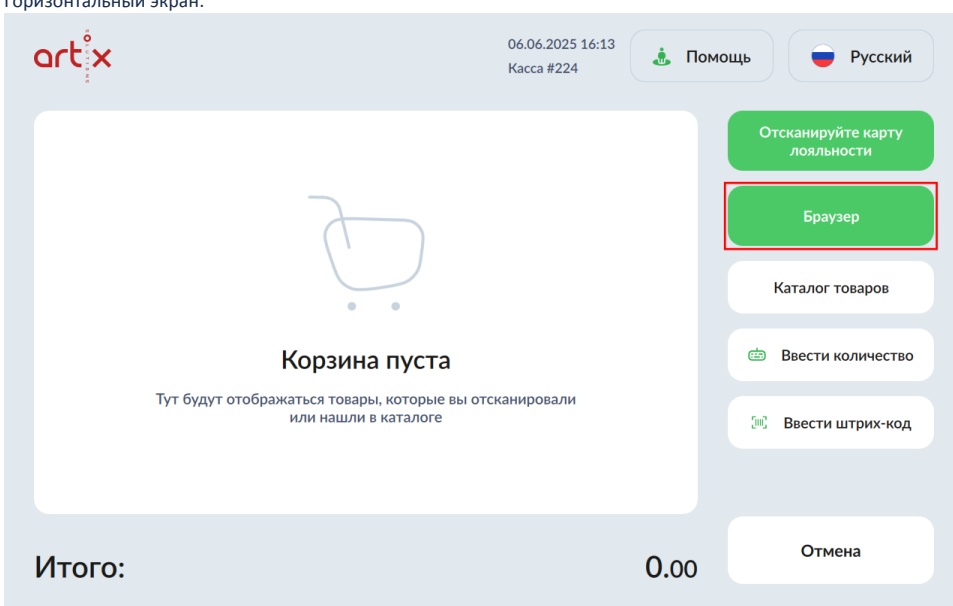 Горизонтальный экран.
artix
SOLUTIONS
06.06.2025 16:13
Касса #224
Помощь
Русский
Отсканируйте карту
лояльности
Браузер
Каталог товаров
Ввести количество
Ввести штрих-код
Корзина пуста
Тут будут отображаться товары, которые вы отсканировали
или нашли в каталоге
Итого:
0.00
Отмена